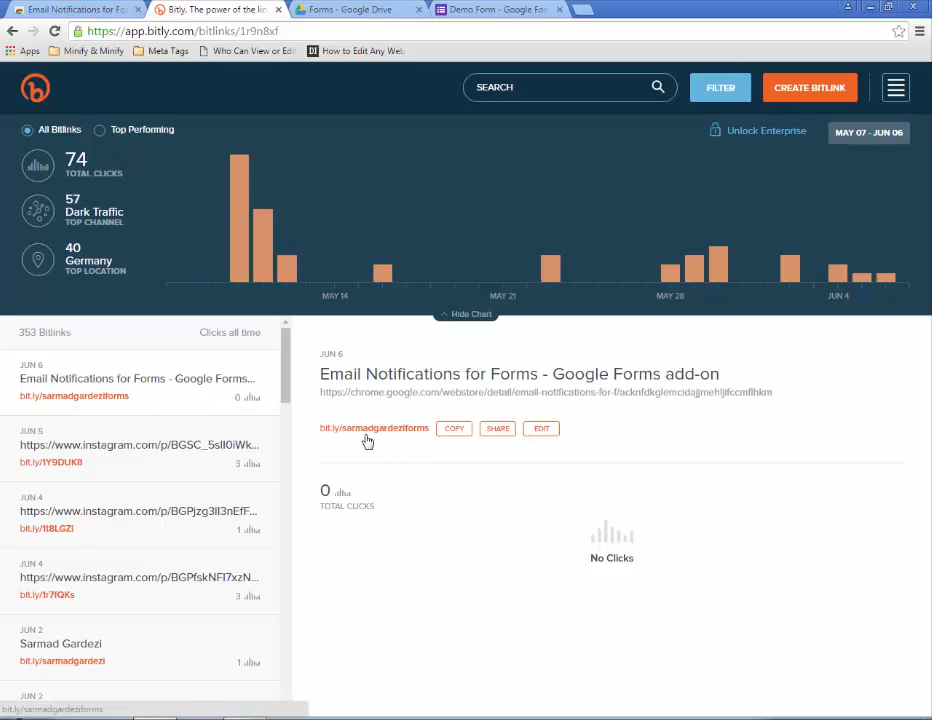 Email Notifications for For
Bitly. The power of the lin
Forms - Google Drive
Demo Form - Google For
https://app.bitly.com/bitlinks/1r9n8xf
Apps
Minify & Minify
Meta Tags
Who Can View or Edi
DI
How to Edit Any Web
b
SEARCH
FILTER
CREATE BITLINK
All Bitlinks
Top Performing
Unlock Enterprise
MAY 07 - JUN 06
74
TOTAL CLICKS
57
Dark Traffic
TOP CHANNEL
40
Germany
TOP LOCATION
MAY 14
MAY 21
MAY 28
JUN 4
Hide Chart
353 Bitlinks
Clicks all time
JUN 6
Email Notifications for Forms - Google Forms...
bit.ly/sarmadgardeziforms
0
JUN 5
https://www.instagram.com/p/BGSC_5sII0iWk...
bit.ly/1Y9DUK8
3
JUN 4
https://www.instagram.com/p/BGPjzg3lI3nEfF...
bit.ly/1t8LGZi
1
JUN 4
https://www.instagram.com/p/BGPfskNFI7xzN...
bit.ly/1r7fQKs
3
JUN 2
Sarmad Gardezi
bit.ly/sarmadgardezi
1
JUN 2
JUN 6
Email Notifications for Forms - Google Forms add-on
https://chrome.google.com/webstore/detail/email-notifications-for-f/acknfdkglemcidajjmehljifccmflhkm
bit.ly/sarmadgardeziforms
COPY
SHARE
EDIT
0
TOTAL CLICKS
No Clicks
bit.ly/sarmadgardeziforms